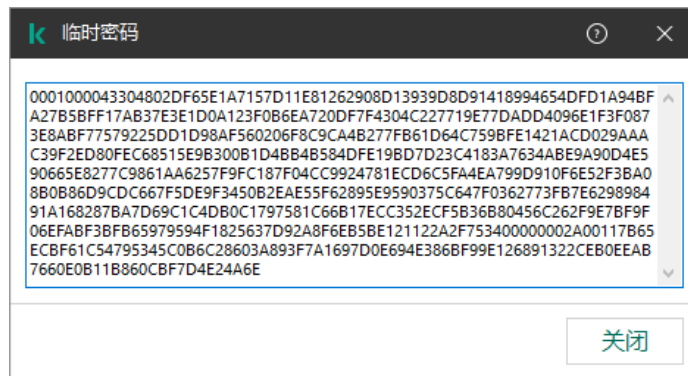 临时密码
0001000043304802DF65E1A7157D11E81262908D13939D8D91418994654DFD1A94BF
A27B5BFF17AB37E3E1D0A123F0B6EA720DF7F4304C227719E77DADD4096E1F3F087
3E8ABF77579225DD1D98AF560206F8C9CA4B277FB61D64C759BFE1421ACD029AAA
C39F2ED80FEC68515E9B300B1D4BB4B584DFE19BD7D23C4183A7634ABE9A90D4E5
90665E8277C9861AA6257F9FC187F04CC9924781ECD6C5FA4EA799D910F6E52F3BA0
8B0B86D9CDC667F5DE9F3450B2EAE55F62895E9590375C647F0362773FB7E6298984
91A168287BA7D69C1C4DB0C1797581C66B17ECC352ECF5B36B80456C262F9E7BF9F
06EFABF3BFB65979594F1825637D92A8F6EB5BE121122A2F753400000002A00117B65
ECBF61C54795345C0B6C28603A893F7A1697D0E694E386BF99E126891322CEB0EEAB
7660E0B11B860CBF7D4E24A6E
关闭